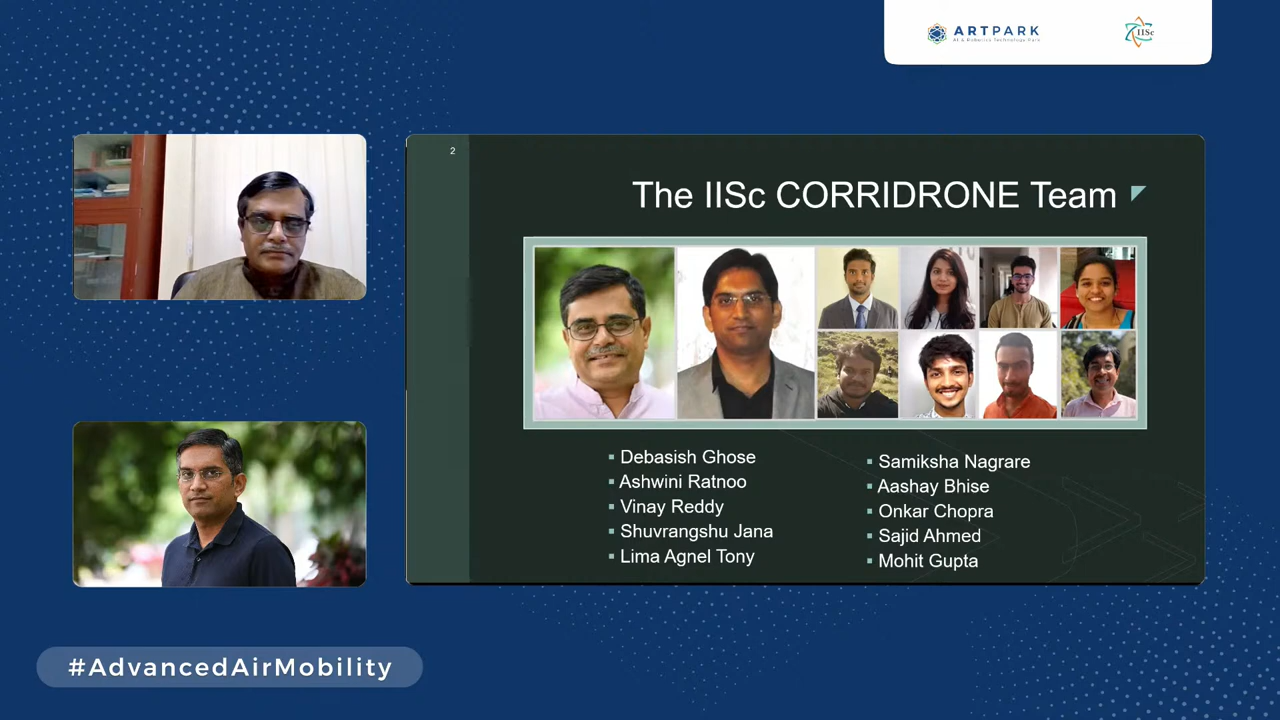 ARTPARK
AI & Robotics Technology Park
IISc
2
The IISc CORRIDRONE Team
Debasish Ghose
Ashwini Ratnoo
Vinay Reddy
Shuvrangshu Jana
Lima Agnel Tony
Samiksha Nagrare
Aashay Bhise
Onkar Chopra
Sajid Ahmed
Mohit Gupta
#AdvancedAirMobility